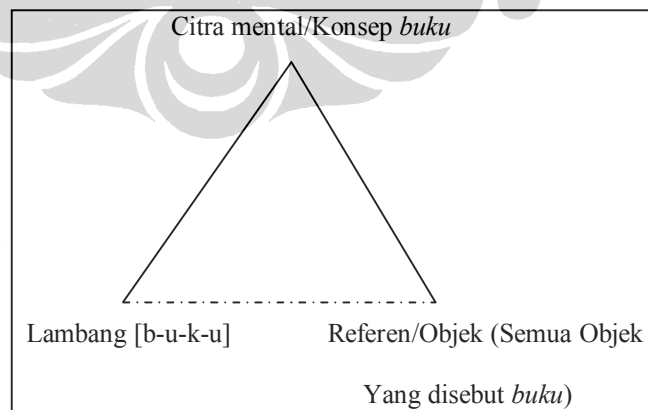 Citra mental/Konsep buku
Lambang [b-u-k-u]
Referen/Objek (Semua Objek
Yang disebut buku)